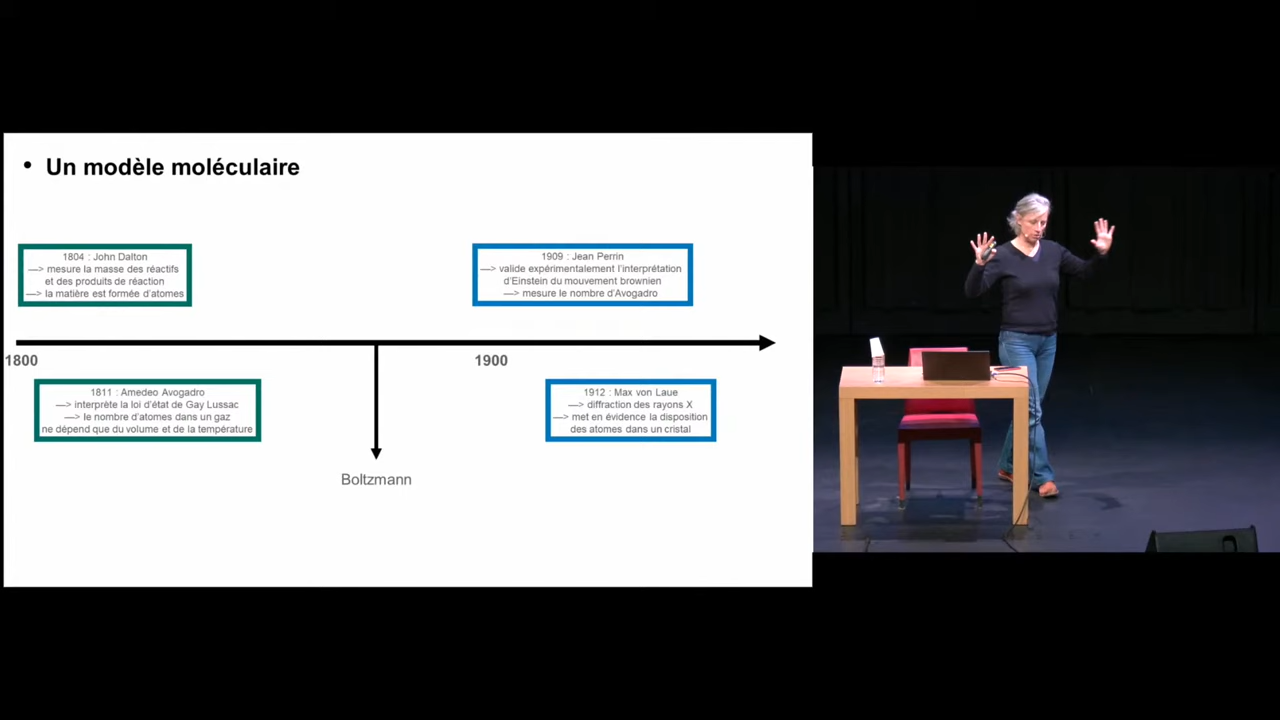 • Un modèle moléculaire
1804 : John Dalton
—> mesure la masse des réactifs
et des produits de réaction
—> la matière est formée d'atomes
1909 : Jean Perrin
—> valide expérimentalement l'interprétation
d'Einstein du mouvement brownien
—> mesure le nombre d'Avogadro
1800
1900
1811 : Amedeo Avogadro
—> interprète la loi d'état de Gay Lussac
—> le nombre d'atomes dans un gaz
ne dépend que du volume et de la température
1912 : Max von Laue
—> diffraction des rayons X
—> met en évidence la disposition
des atomes dans un cristal
Boltzmann